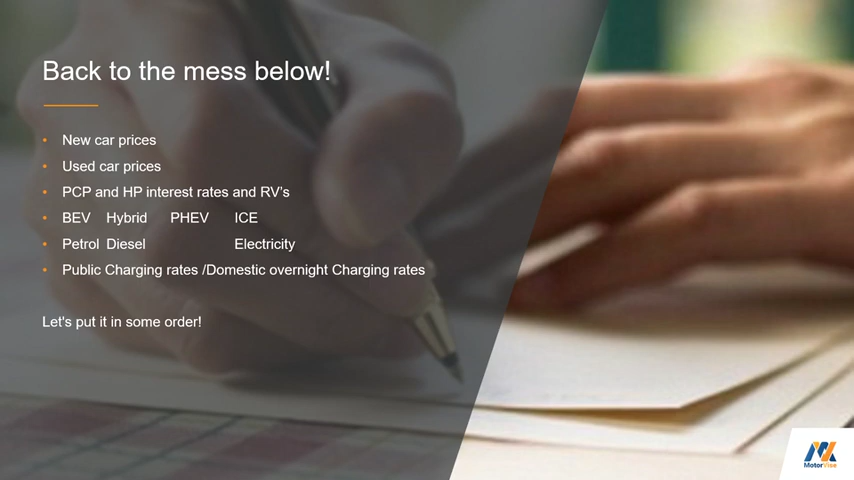 Back to the mess below!
• New car prices
• Used car prices
• PCP and HP interest rates and RV's
• BEV Hybrid PHEV ICE
• Petrol Diesel Electricity
• Public Charging rates /Domestic overnight Charging rates
Let's put it in some order!
MotorVise